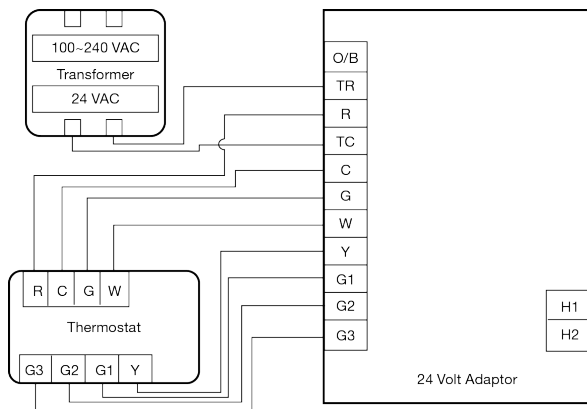 100~240 VAC
Transformer
24 VAC
O/B
TR
R
TC
C
G
W
Y
G1
G2
G3
H1
H2
24 Volt Adaptor
R C G W
Thermostat
G3 G2 G1 Y